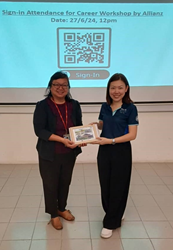 Sign-in Attendance for Career Workshop by Allianz
Date: 27/6/24, 12pm
Sign-In